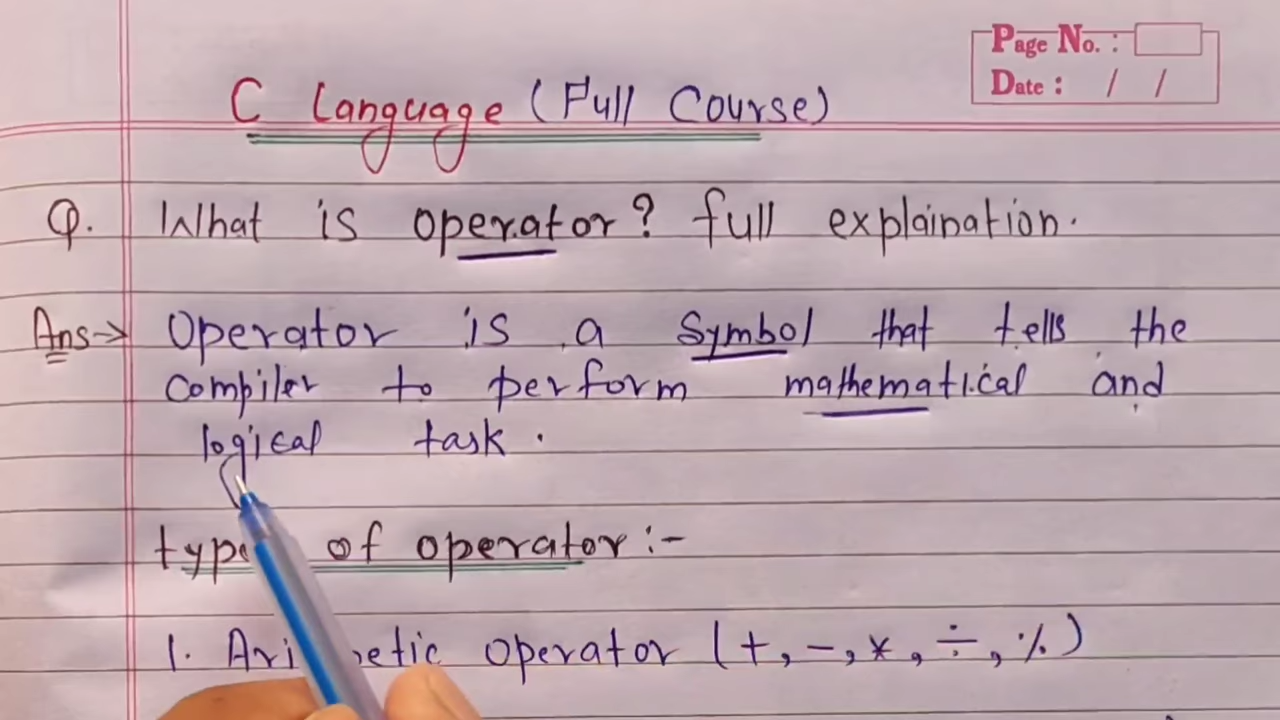 Page No. :
Date : / /
C Language (Full Course)
Q. What is operator? full explaination.
Ans→ Operator is a symbol that tells the
compiler to perform mathematical and
logical task.
of operator :-
1. operator (+, -, *, ÷, %)